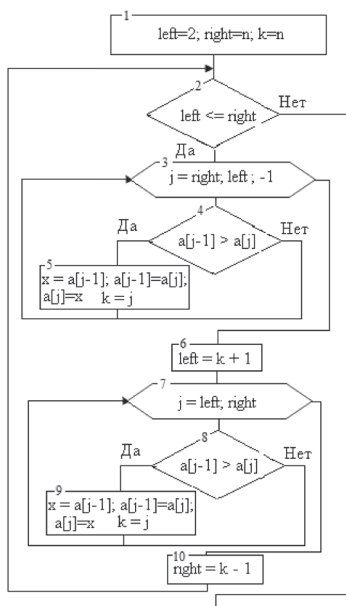 1
left=2; right=n; k=n
2
left <= right
Нет
Да
3
j = right, left ; -1
4
Да
Нет
a[j-1] > a[j]
5
x = a[j-1]; a[j-1]=a[j];
a[j]=x k = j
6
left = k + 1
7
j = left, right
8
Да
Нет
a[j-1] > a[j]
9
x = a[j-1]; a[j-1]=a[j];
a[j]=x k = j
10
right = k - 1